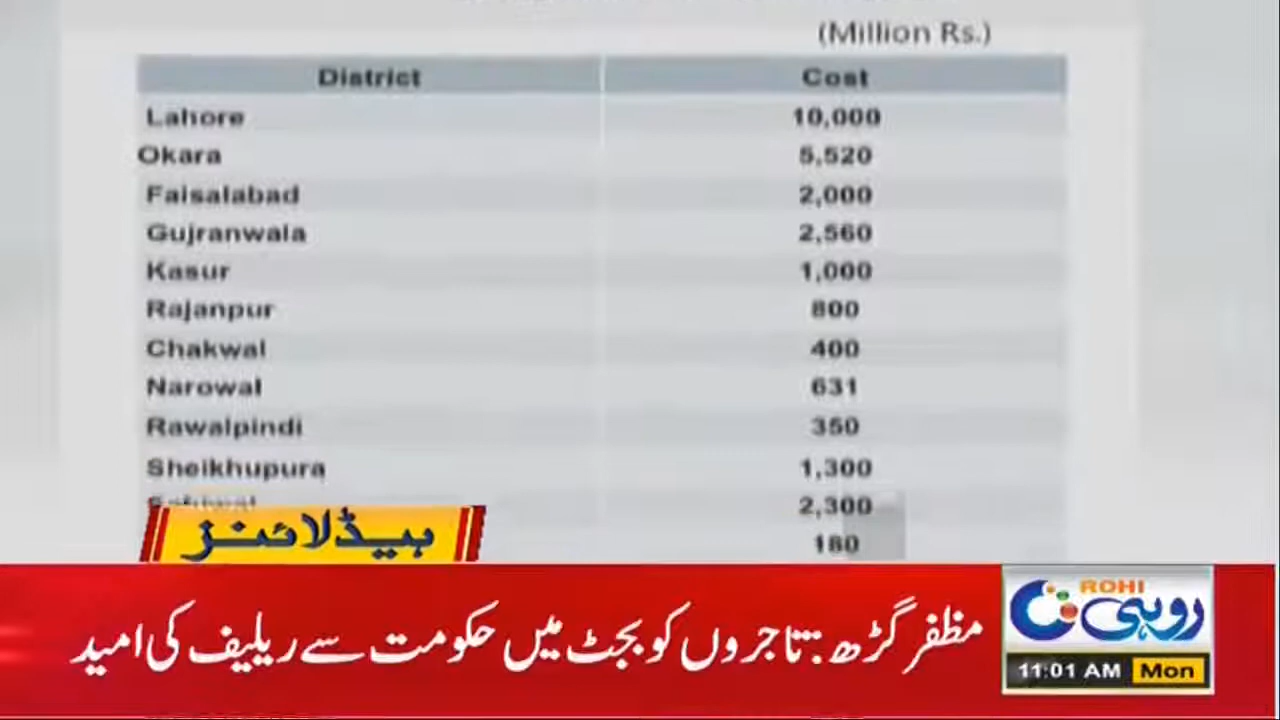 (Million Rs.)
District Cost
Lahore 10,000
Okara 5,520
Faisalabad 2,000
Gujranwala 2,560
Kasur 1,000
Rajanpur 800
Chakwal 400
Narowal 631
Rawalpindi 350
Sheikhupura 1,300
2,300
180
ہیڈلائنز
مظفر گڑھ: تاجروں کو بجٹ میں حکومت سے ریلیف کی امید
ROHI
روہی
11:01 AM Mon